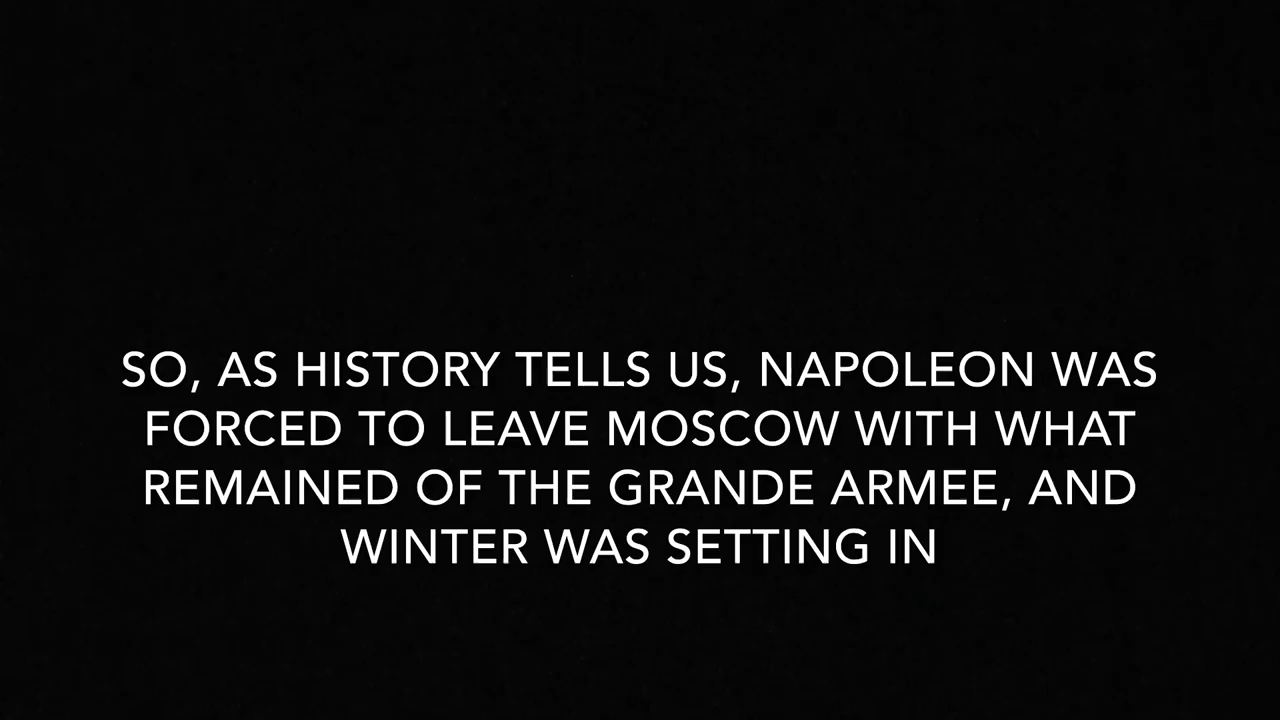 SO, AS HISTORY TELLS US, NAPOLEON WAS
FORCED TO LEAVE MOSCOW WITH WHAT
REMAINED OF THE GRANDE ARMEE, AND
WINTER WAS SETTING IN